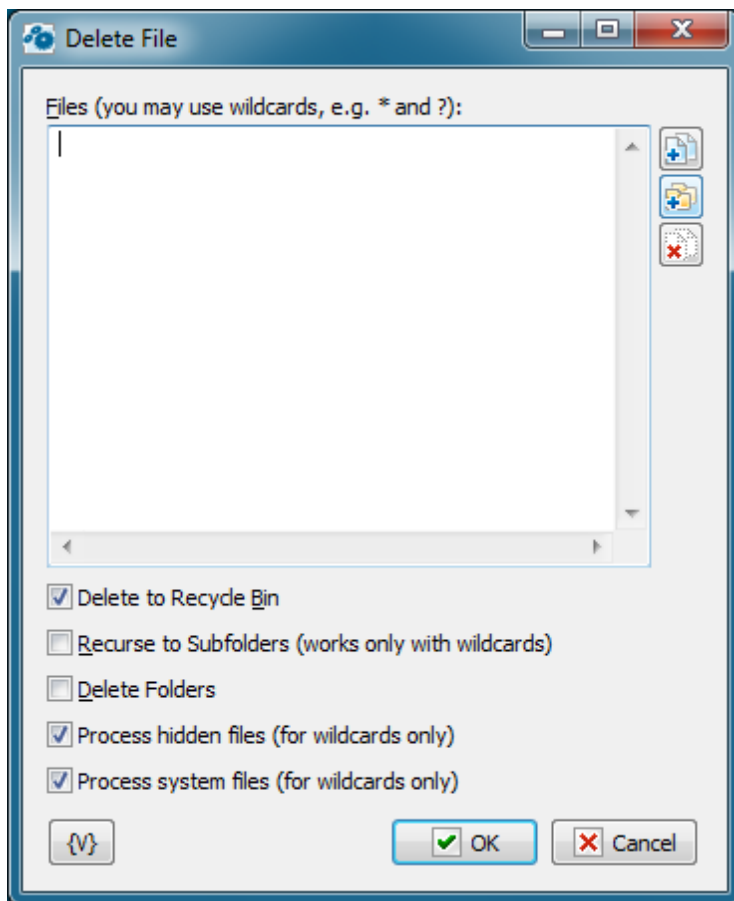 Delete File
Files (you may use wildcards, e.g. * and ?):
Delete to Recycle Bin
Recurse to Subfolders (works only with wildcards)
Delete Folders
Process hidden files (for wildcards only)
Process system files (for wildcards only)
{V} OK Cancel